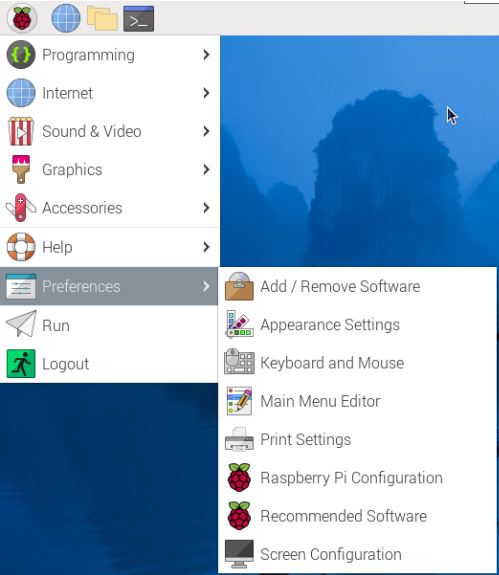 Programming
Internet
Sound & Video
Graphics
Accessories
Help
Preferences
Run
Logout
Add / Remove Software
Appearance Settings
Keyboard and Mouse
Main Menu Editor
Print Settings
Raspberry Pi Configuration
Recommended Software
Screen Configuration